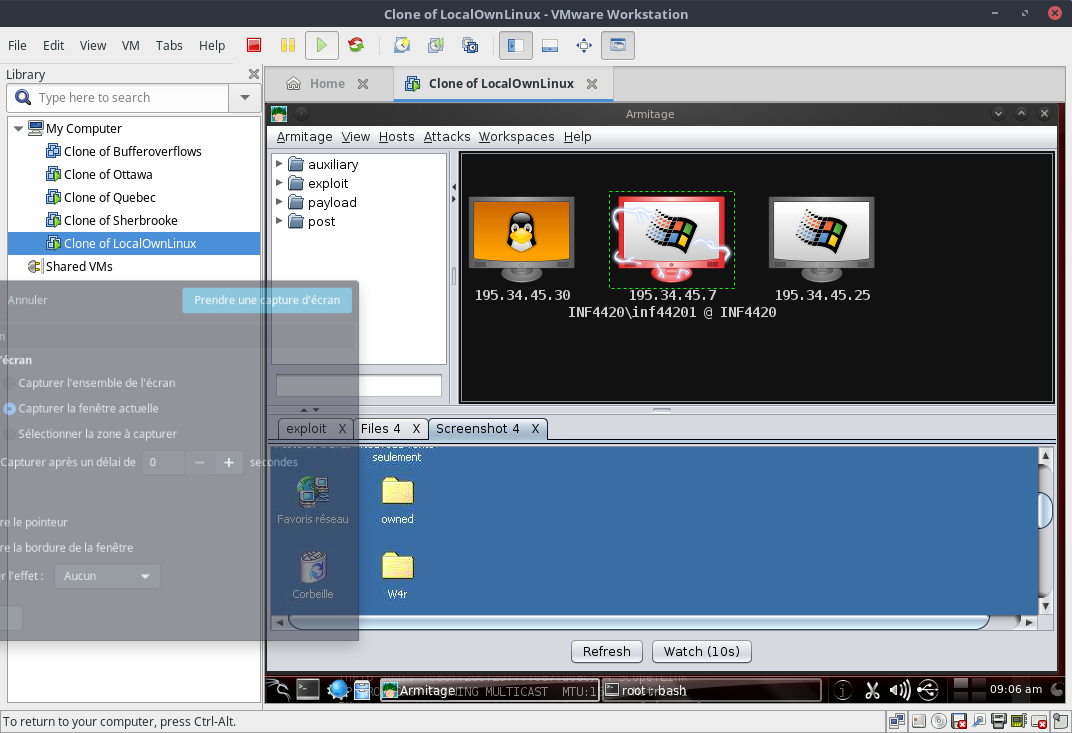 Clone of LocalOwnLinux - VMware Workstation
File Edit View VM Tabs Help
Library
Type here to search
My Computer
Clone of Bufferoverflows
Clone of Ottawa
Clone of Quebec
Clone of Sherbrooke
Clone of LocalOwnLinux
Shared VMs
Annuler
Prendre une capture d'écran
'écran
Capturer l'ensemble de l'écran
Capturer la fenêtre actuelle
Sélectionner la zone à capturer
Capturer après un délai de 0 − + secondes
re le pointeur
re la bordure de la fenêtre
r l'effet : Aucun
Home
Clone of LocalOwnLinux
Armitage
Armitage View Hosts Attacks Workspaces Help
auxiliary
exploit
payload
post
195.34.45.30
195.34.45.7
195.34.45.25
INF4420\inf44201 @ INF4420
exploit X
Files 4 X
Screenshot 4 X
seulement
Favoris réseau
owned
Corbeille
W4r
Refresh
Watch (10s)
Armitage
root : bash
MULTICAST MTU:1
09:06 am
To return to your computer, press Ctrl-Alt.